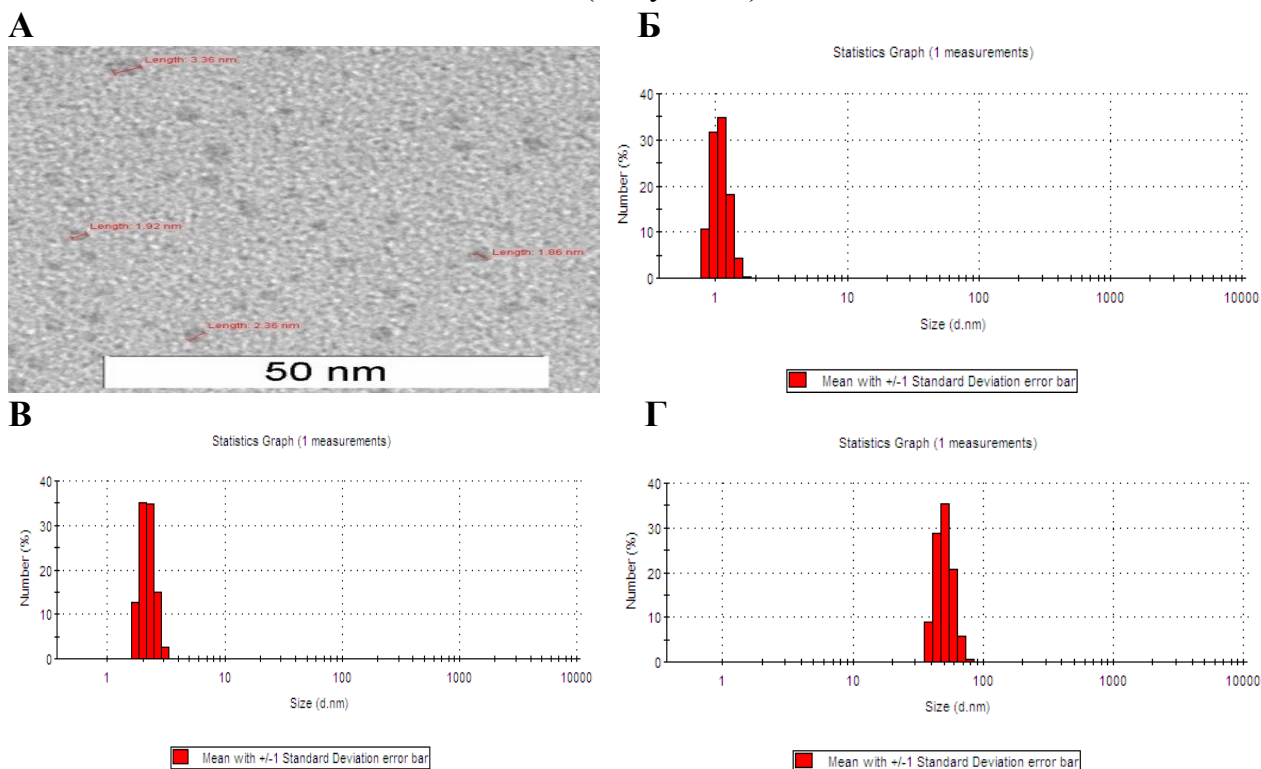 А
Length: 3.36 nm
Length: 1.92 nm
Length: 1.86 nm
Length: 2.36 nm
50 nm
Б
Statistics Graph (1 measurements)
Number (%)
40
30
20
10
0
1 10 100 1000 10000
Size (d.nm)
Mean with +/-1 Standard Deviation error bar
В
Statistics Graph (1 measurements)
Number (%)
40
30
20
10
0
1 10 100 1000 10000
Size (d.nm)
Mean with +/-1 Standard Deviation error bar
Г
Statistics Graph (1 measurements)
Number (%)
40
30
20
10
0
1 10 100 1000 10000
Size (d.nm)
Mean with +/-1 Standard Deviation error bar